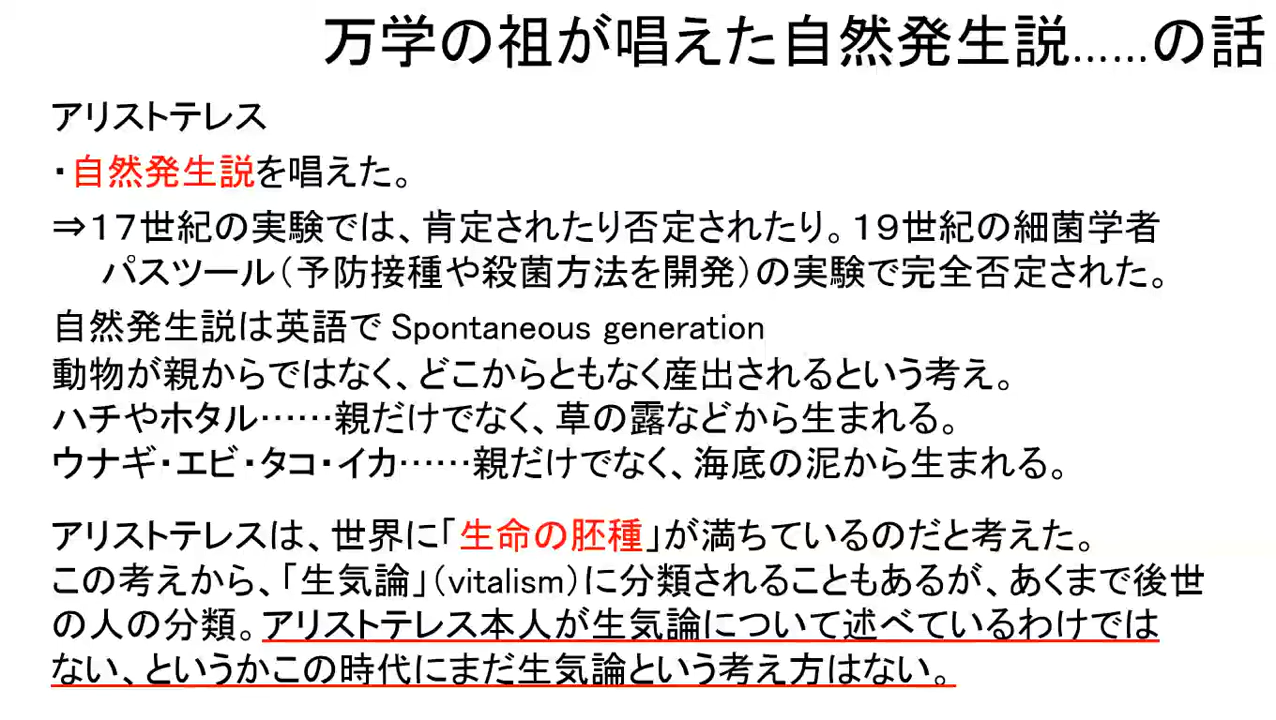 万学の祖が唱えた自然発生説……の話
アリストテレス
・自然発生説を唱えた。
⇒１７世紀の実験では、肯定されたり否定されたり。１９世紀の細菌学者
パスツール（予防接種や殺菌方法を開発）の実験で完全否定された。
自然発生説は英語で Spontaneous generation
動物が親からではなく、どこからともなく産出されるという考え。
ハチやホタル……親だけでなく、草の露などから生まれる。
ウナギ・エビ・タコ・イカ……親だけでなく、海底の泥から生まれる。
アリストテレスは、世界に「生命の胚種」が満ちているのだと考えた。
この考えから、「生気論」（vitalism）に分類されることもあるが、あくまで後世
の人の分類。アリストテレス本人が生気論について述べているわけでは
ない、というかこの時代にまだ生気論という考え方はない。